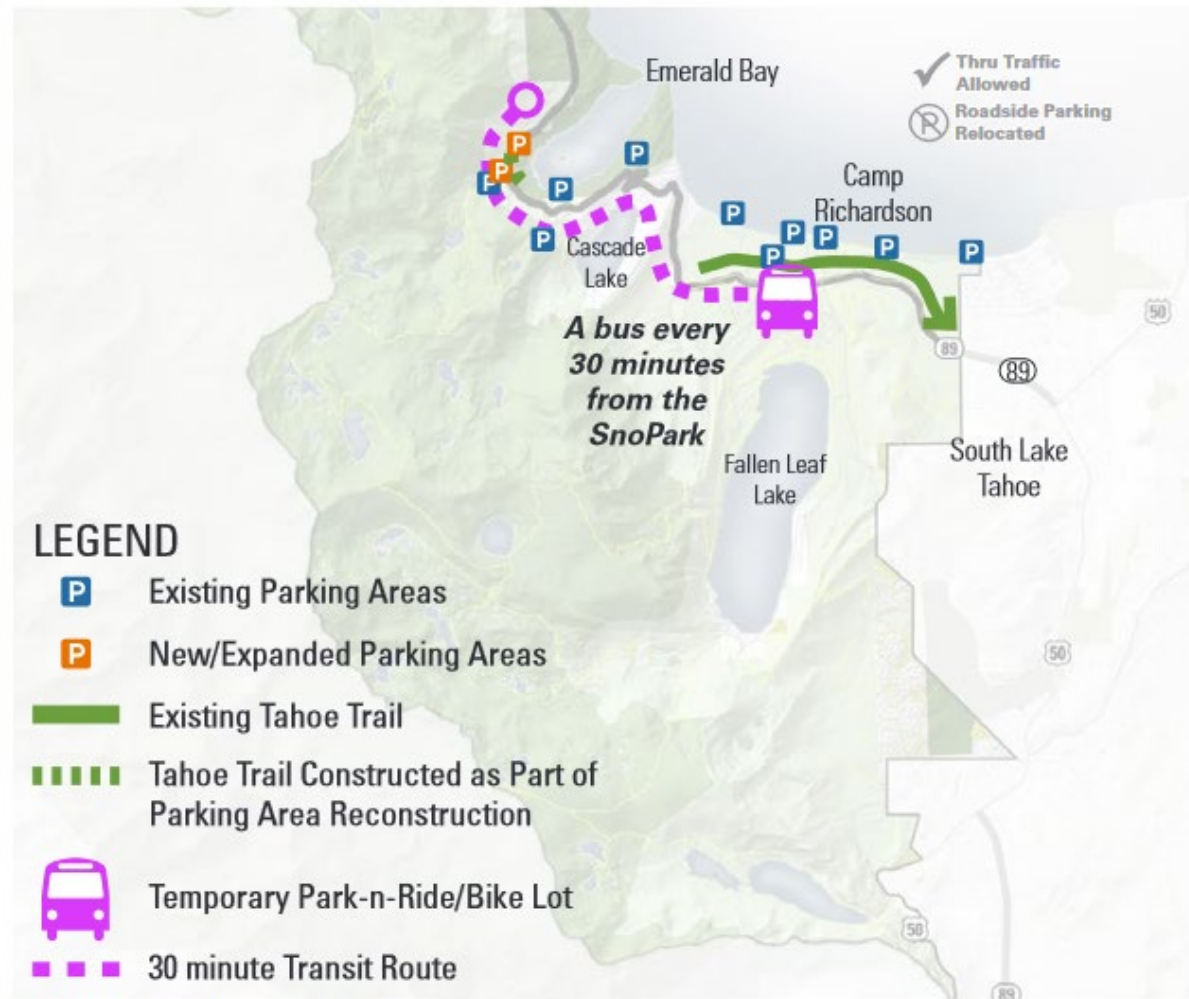 Emerald Bay
Thru Traffic
Allowed
Roadside Parking
Relocated
P
P
P
P
P
Camp
Richardson
P
P
P
P
P
P
P
Cascade
Lake
50
A bus every
30 minutes
from the
SnoPark
89
89
Fallen Leaf
Lake
South Lake
Tahoe
LEGEND
P Existing Parking Areas
P New/Expanded Parking Areas
Existing Tahoe Trail
Tahoe Trail Constructed as Part of
Parking Area Reconstruction
50
Temporary Park-n-Ride/Bike Lot
50
30 minute Transit Route
89